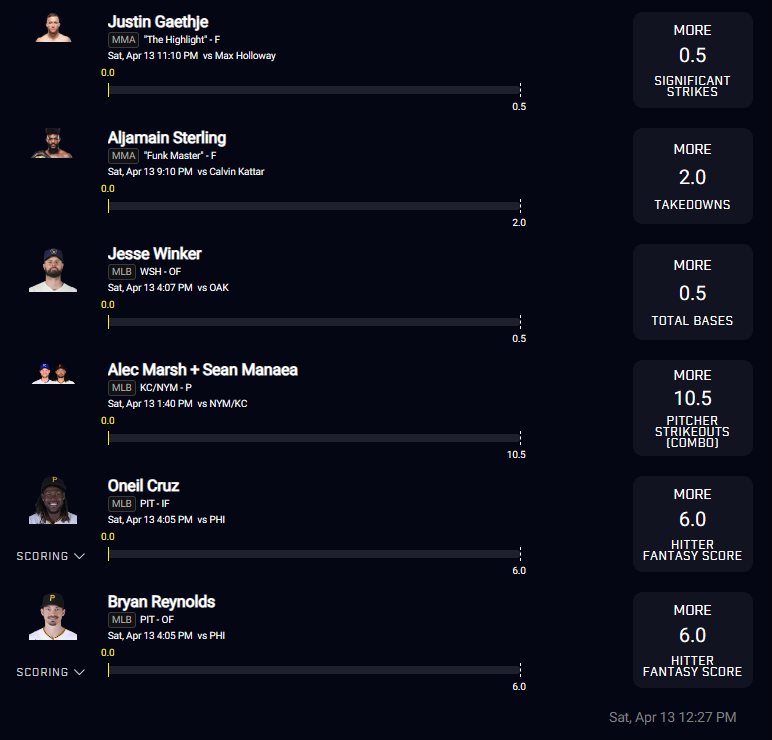 Justin Gaethje
MMA "The Highlight" - F
Sat, Apr 13 11:10 PM vs Max Holloway
0.0
0.5
MORE
0.5
SIGNIFICANT
STRIKES
Aljamain Sterling
MMA "Funk Master" - F
Sat, Apr 13 9:10 PM vs Calvin Kattar
0.0
2.0
MORE
2.0
TAKEDOWNS
Jesse Winker
MLB WSH - OF
Sat, Apr 13 4:07 PM vs OAK
0.0
0.5
MORE
0.5
TOTAL BASES
Alec Marsh + Sean Manaea
MLB KC/NYM - P
Sat, Apr 13 1:40 PM vs NYM/KC
0.0
10.5
MORE
10.5
PITCHER
STRIKEOUTS
(COMBO)
Oneil Cruz
MLB PIT - IF
Sat, Apr 13 4:05 PM vs PHI
0.0
SCORING
6.0
MORE
6.0
HITTER
FANTASY SCORE
Bryan Reynolds
MLB PIT - OF
Sat, Apr 13 4:05 PM vs PHI
0.0
SCORING
6.0
MORE
6.0
HITTER
FANTASY SCORE
Sat, Apr 13 12:27 PM